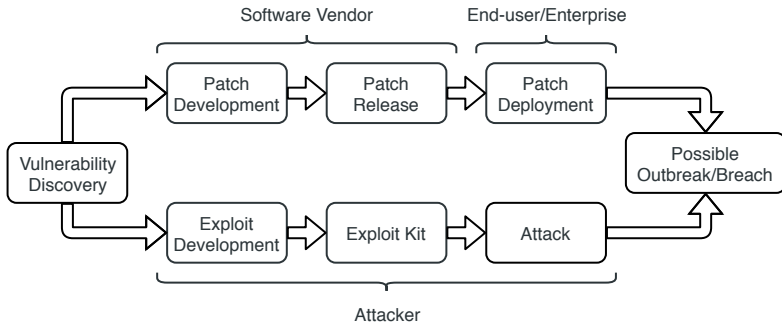 Software Vendor
End-user/Enterprise
Patch
Development
Patch
Release
Patch
Deployment
Vulnerability
Discovery
Possible
Outbreak/Breach
Exploit
Development
Exploit Kit
Attack
Attacker